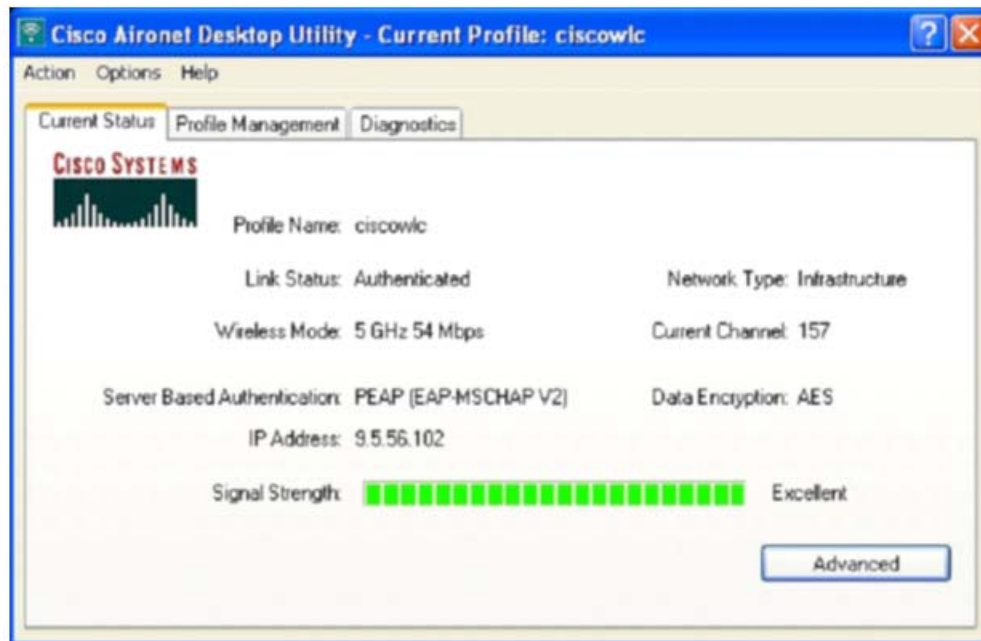 Cisco Aironet Desktop Utility - Current Profile: ciscowlc
Action Options Help
Current Status Profile Management Diagnostics
CISCO SYSTEMS
Profile Name: ciscowlc
Link Status: Authenticated Network Type: Infrastructure
Wireless Mode: 5 GHz 54 Mbps Current Channel: 157
Server Based Authentication: PEAP (EAP-MSCHAP V2) Data Encryption: AES
IP Address: 9.5.56.102
Signal Strength: Excellent
Advanced